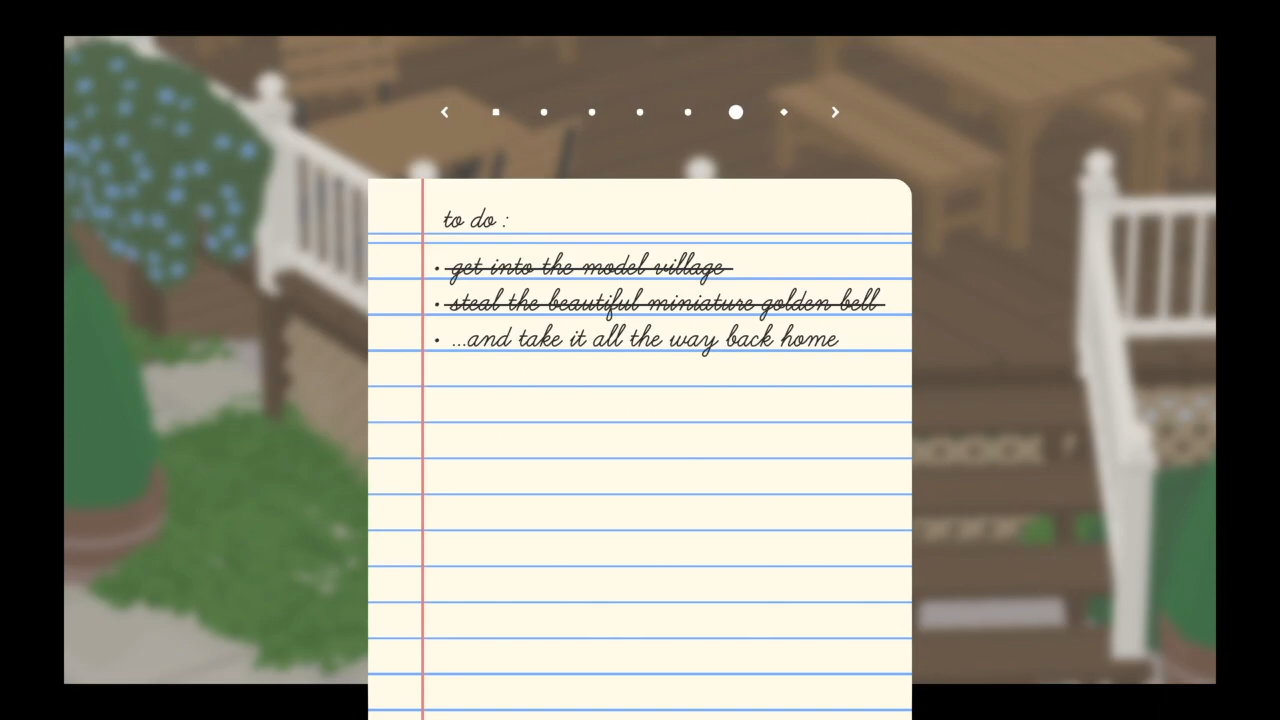 to do :
• get into the model village
• steal the beautiful miniature golden bell
• ...and take it all the way back home